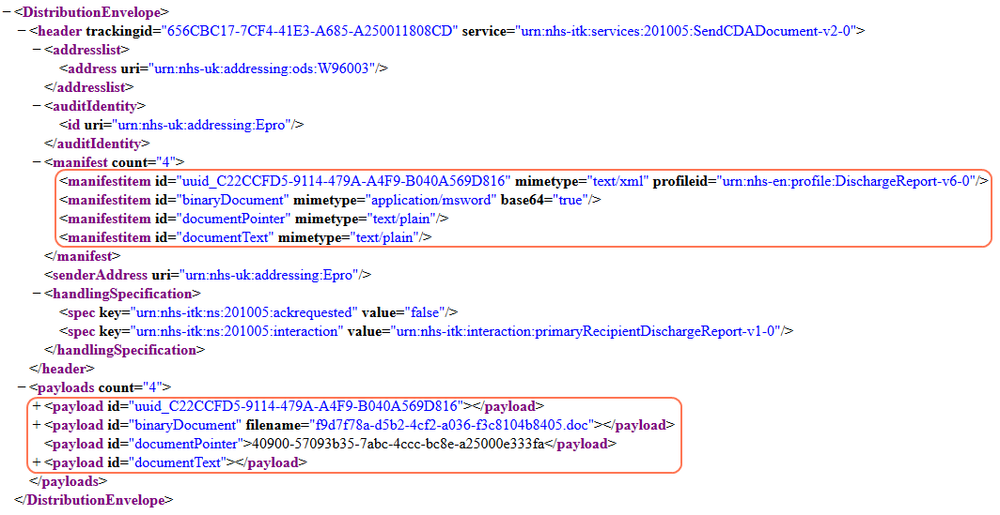 − <DistributionEnvelope>
− <header trackingid="656CBC17-7CF4-41E3-A685-A250011808CD" service="urn:nhs-itk:services:201005:SendCDADocument-v2-0">
− <addresslist>
<address uri="urn:nhs-uk:addressing:ods:W96003"/>
</addresslist>
− <auditIdentity>
<id uri="urn:nhs-uk:addressing:Epro"/>
</auditIdentity>
− <manifest count="4">
<manifestitem id="uuid_C22CCFD5-9114-479A-A4F9-B040A569D816" mimetype="text/xml" profileid="urn:nhs-en:profile:DischargeReport-v6-0"/>
<manifestitem id="binaryDocument" mimetype="application/msword" base64="true"/>
<manifestitem id="documentPointer" mimetype="text/plain"/>
<manifestitem id="documentText" mimetype="text/plain"/>
</manifest>
<senderAddress uri="urn:nhs-uk:addressing:Epro"/>
− <handlingSpecification>
<spec key="urn:nhs-itk:ns:201005:ackrequested" value="false"/>
<spec key="urn:nhs-itk:ns:201005:interaction" value="urn:nhs-itk:interaction:primaryRecipientDischargeReport-v1-0"/>
</handlingSpecification>
</header>
− <payloads count="4">
+ <payload id="uuid_C22CCFD5-9114-479A-A4F9-B040A569D816"></payload>
+ <payload id="binaryDocument" filename="f9d7f78a-d5b2-4cf2-a036-f3c8104b8405.doc"></payload>
<payload id="documentPointer">40900-57093b35-7abc-4ccc-bc8e-a25000e333fa</payload>
+ <payload id="documentText"></payload>
</payloads>
</DistributionEnvelope>